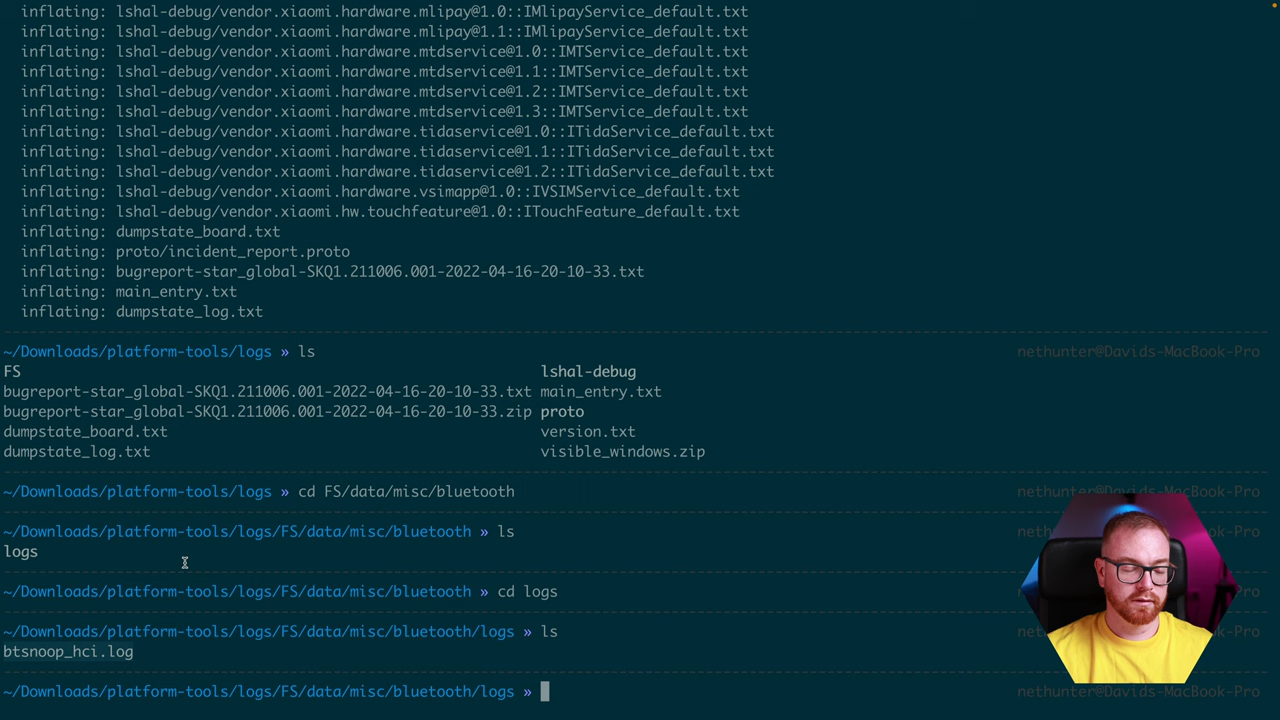 inflating: lshal-debug/vendor.xiaomi.hardware.mlipay@1.0::IMlipayService_default.txt
inflating: lshal-debug/vendor.xiaomi.hardware.mlipay@1.1::IMlipayService_default.txt
inflating: lshal-debug/vendor.xiaomi.hardware.mtdservice@1.0::IMTService_default.txt
inflating: lshal-debug/vendor.xiaomi.hardware.mtdservice@1.1::IMTService_default.txt
inflating: lshal-debug/vendor.xiaomi.hardware.mtdservice@1.2::IMTService_default.txt
inflating: lshal-debug/vendor.xiaomi.hardware.mtdservice@1.3::IMTService_default.txt
inflating: lshal-debug/vendor.xiaomi.hardware.tidaservice@1.0::ITidaService_default.txt
inflating: lshal-debug/vendor.xiaomi.hardware.tidaservice@1.1::ITidaService_default.txt
inflating: lshal-debug/vendor.xiaomi.hardware.tidaservice@1.2::ITidaService_default.txt
inflating: lshal-debug/vendor.xiaomi.hardware.vsimapp@1.0::IVSIMService_default.txt
inflating: lshal-debug/vendor.xiaomi.hw.touchfeature@1.0::ITouchFeature_default.txt
inflating: dumpstate_board.txt
inflating: proto/incident_report.proto
inflating: bugreport-star_global-SKQ1.211006.001-2022-04-16-20-10-33.txt
inflating: main_entry.txt
inflating: dumpstate_log.txt
~/Downloads/platform-tools/logs » ls nethunter@Davids-MacBook-Pro
FS lshal-debug
bugreport-star_global-SKQ1.211006.001-2022-04-16-20-10-33.txt main_entry.txt
bugreport-star_global-SKQ1.211006.001-2022-04-16-20-10-33.zip proto
dumpstate_board.txt version.txt
dumpstate_log.txt visible_windows.zip
~/Downloads/platform-tools/logs » cd FS/data/misc/bluetooth nethunter@Davids-MacBook-Pro
~/Downloads/platform-tools/logs/FS/data/misc/bluetooth » ls
logs
~/Downloads/platform-tools/logs/FS/data/misc/bluetooth » cd logs
~/Downloads/platform-tools/logs/FS/data/misc/bluetooth/logs » ls
btsnoop_hci.log
~/Downloads/platform-tools/logs/FS/data/misc/bluetooth/logs » nethunter@Davids-MacBook-Pro